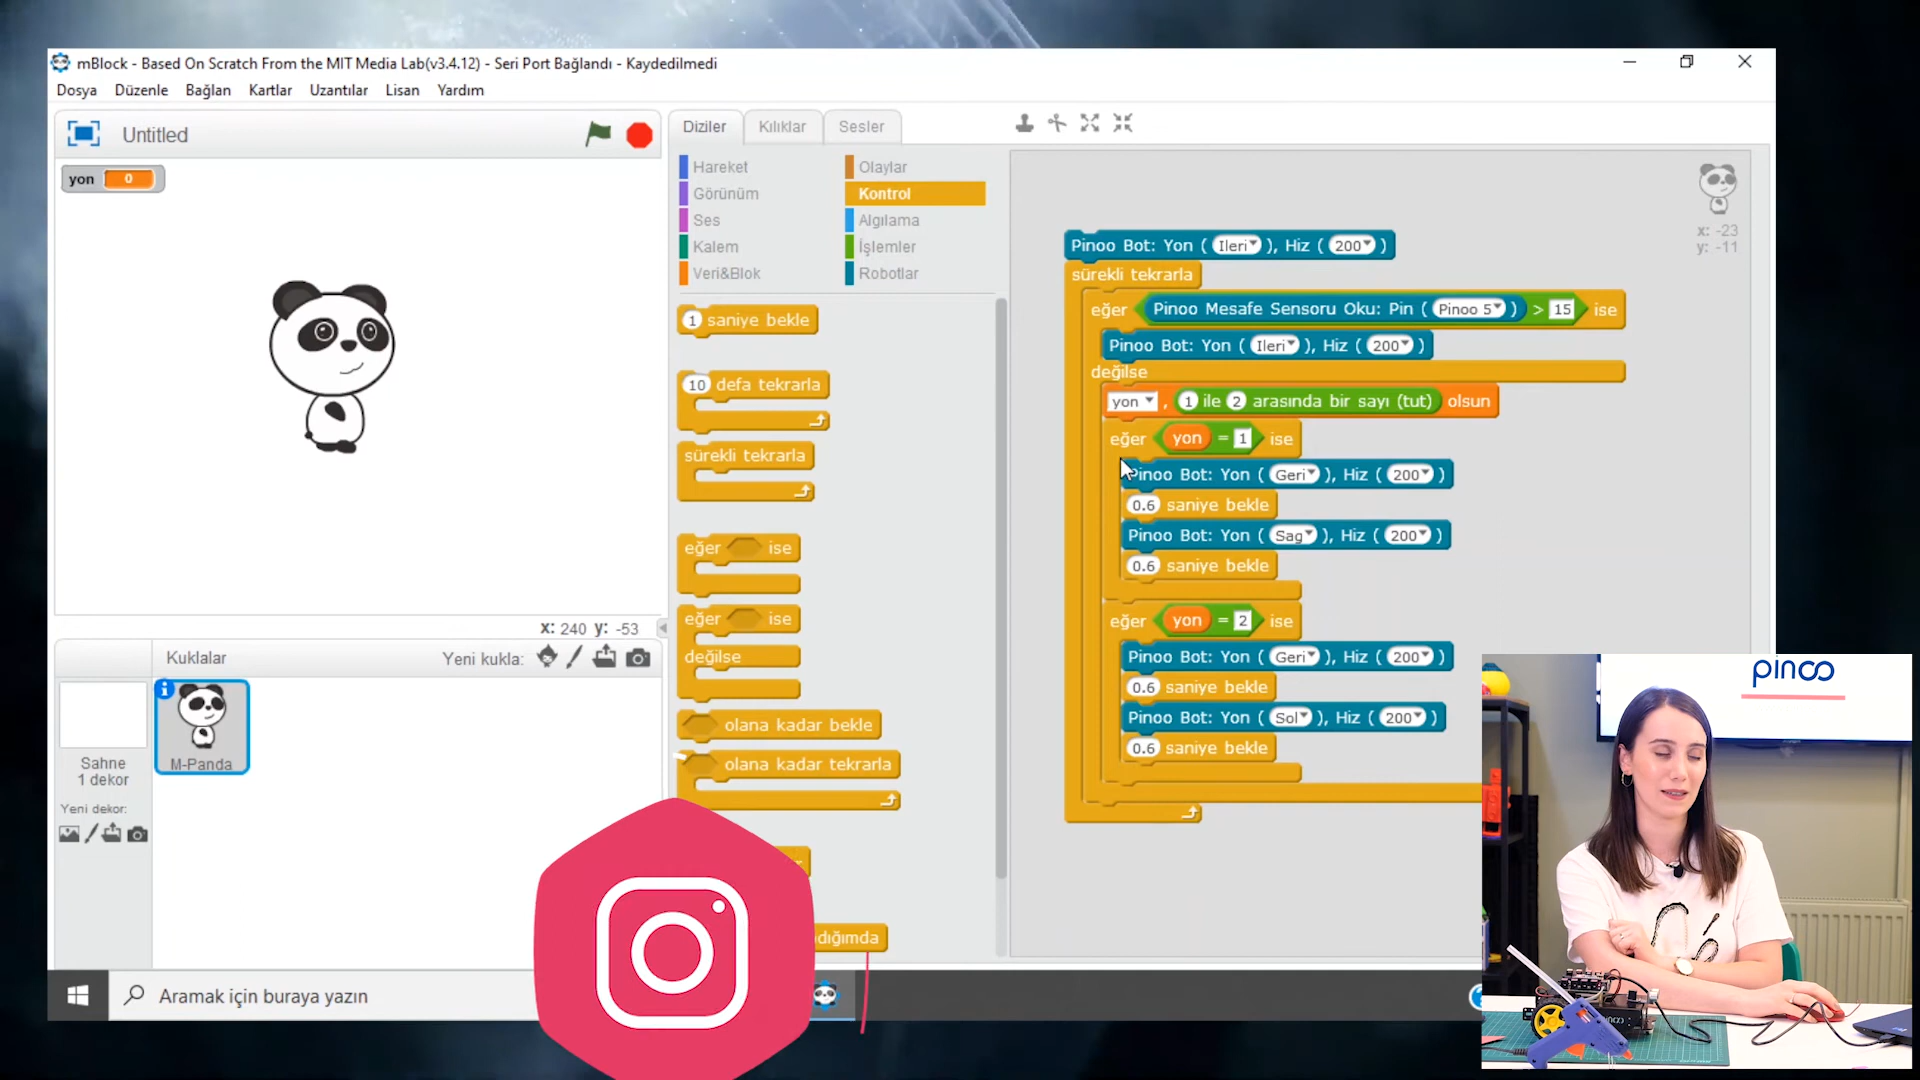 mBlock - Based On Scratch From the MIT Media Lab(v3.4.12) - Seri Port Bağlandı - Kaydedilmedi
Dosya Düzenle Bağlan Kartlar Uzantılar Lisan Yardım
Untitled
yon 0
x: 240 y: -53
Kuklalar
Yeni kukla:
Sahne
1 dekor
Yeni dekor:
M-Panda
Diziler Kılıklar Sesler
Hareket Olaylar
Görünüm Kontrol
Ses Algılama
Kalem İşlemler
Veri&Blok Robotlar
1 saniye bekle
10 defa tekrarla
sürekli tekrarla
eğer ise
eğer ise
değilse
olana kadar bekle
olana kadar tekrarla
dığımda
x: -23
y: -11
Pinoo Bot: Yon ( Ileri ), Hiz ( 200 )
sürekli tekrarla
eğer Pinoo Mesafe Sensoru Oku: Pin ( Pinoo 5 ) > 15 ise
Pinoo Bot: Yon ( Ileri ), Hiz ( 200 )
değilse
yon , 1 ile 2 arasında bir sayı (tut) olsun
eğer yon = 1 ise
Pinoo Bot: Yon ( Geri ), Hiz ( 200 )
0.6 saniye bekle
Pinoo Bot: Yon ( Sag ), Hiz ( 200 )
0.6 saniye bekle
eğer yon = 2 ise
Pinoo Bot: Yon ( Geri ), Hiz ( 200 )
0.6 saniye bekle
Pinoo Bot: Yon ( Sol ), Hiz ( 200 )
0.6 saniye bekle
pinoo
Aramak için buraya yazın